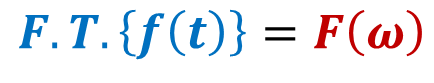 F.T.{f(t)} = F(ω)